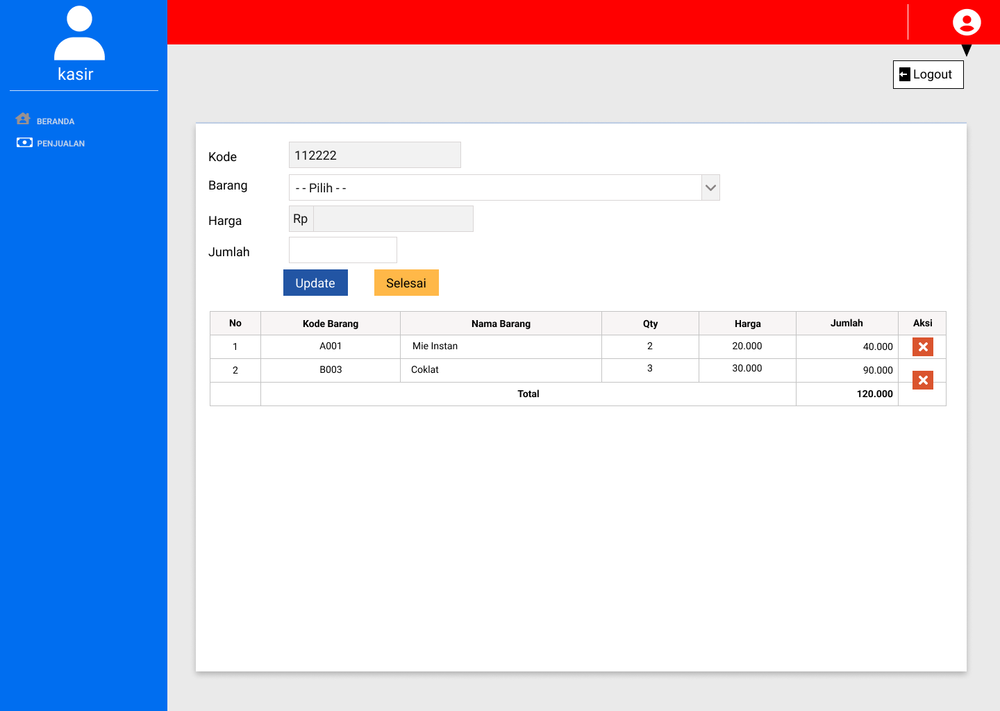 kasir
BERANDA
PENJUALAN
Logout
Kode 112222
Barang - - Pilih - -
Harga Rp
Jumlah
Update Selesai
No Kode Barang Nama Barang Qty Harga Jumlah Aksi
1 A001 Mie Instan 2 20.000 40.000
2 B003 Coklat 3 30.000 90.000
Total 120.000